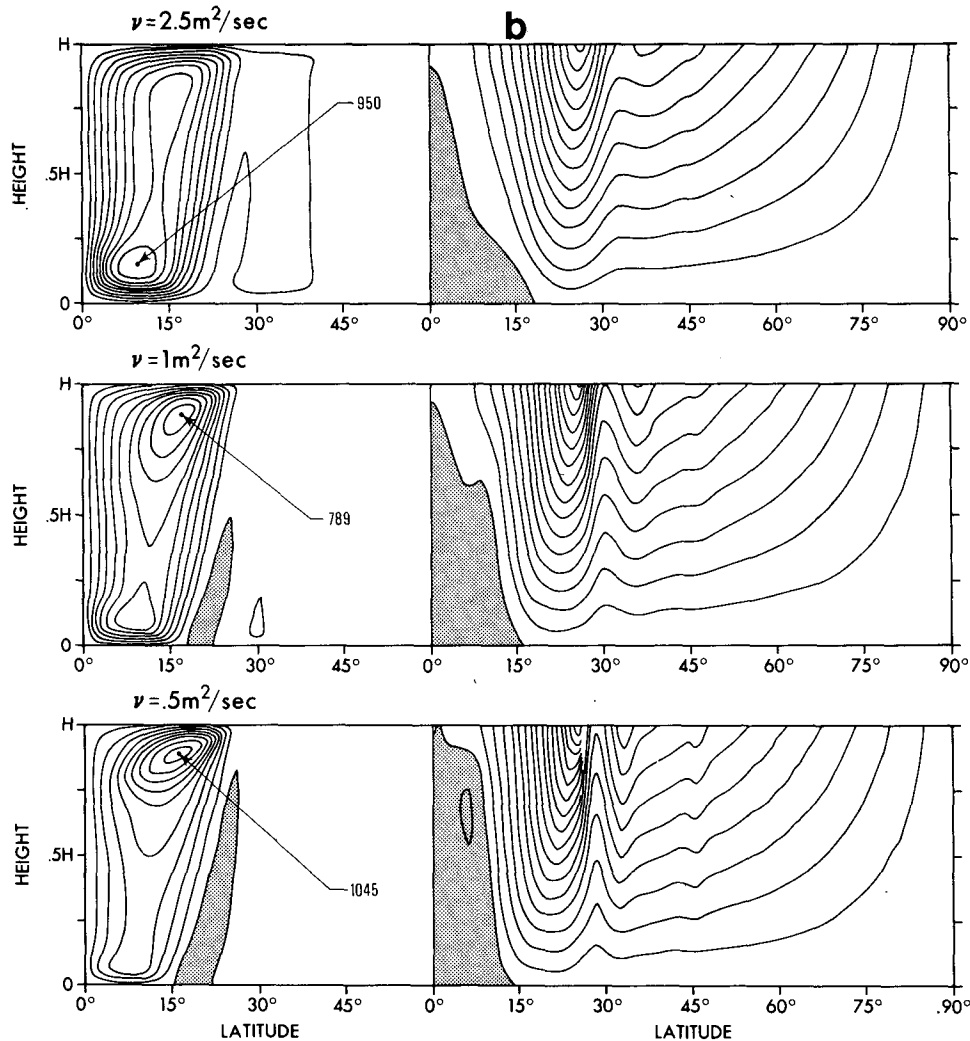 ν = 2.5m²/sec
b
H
.5H
0
HEIGHT
950
0° 15° 30° 45°
0° 15° 30° 45° 60° 75° 90°
ν = 1m²/sec
H
.5H
0
HEIGHT
789
0° 15° 30° 45°
0° 15° 30° 45° 60° 75° 90°
ν = .5m²/sec
H
.5H
0
HEIGHT
1045
0° 15° 30° 45°
0° 15° 30° 45° 60° 75° .90°
LATITUDE
LATITUDE